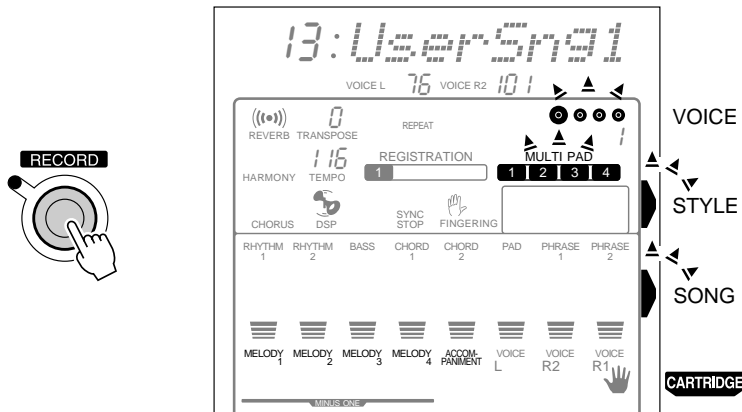 13:UserSng1
VOICE L 76 VOICE R2 101
VOICE
0
REVERB TRANSPOSE REPEAT 1
RECORD
116 REGISTRATION MULTI PAD
HARMONY TEMPO 1 1 2 3 4
STYLE
CHORUS DSP SYNC STOP FINGERING
RHYTHM 1 RHYTHM 2 BASS CHORD 1 CHORD 2 PAD PHRASE 1 PHRASE 2
SONG
MELODY 1 MELODY 2 MELODY 3 MELODY 4 ACCOM-PANIMENT VOICE L VOICE R2 VOICE R1
CARTRIDGE
MINUS ONE